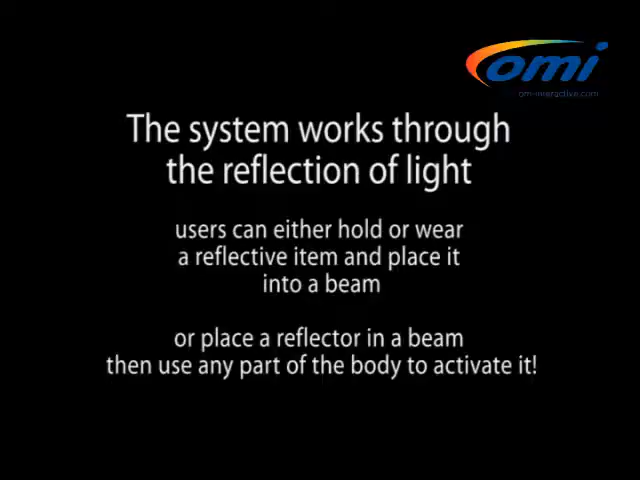 omi
om-interactive.com
The system works through
the reflection of light
users can either hold or wear
a reflective item and place it
into a beam
or place a reflector in a beam
then use any part of the body to activate it!